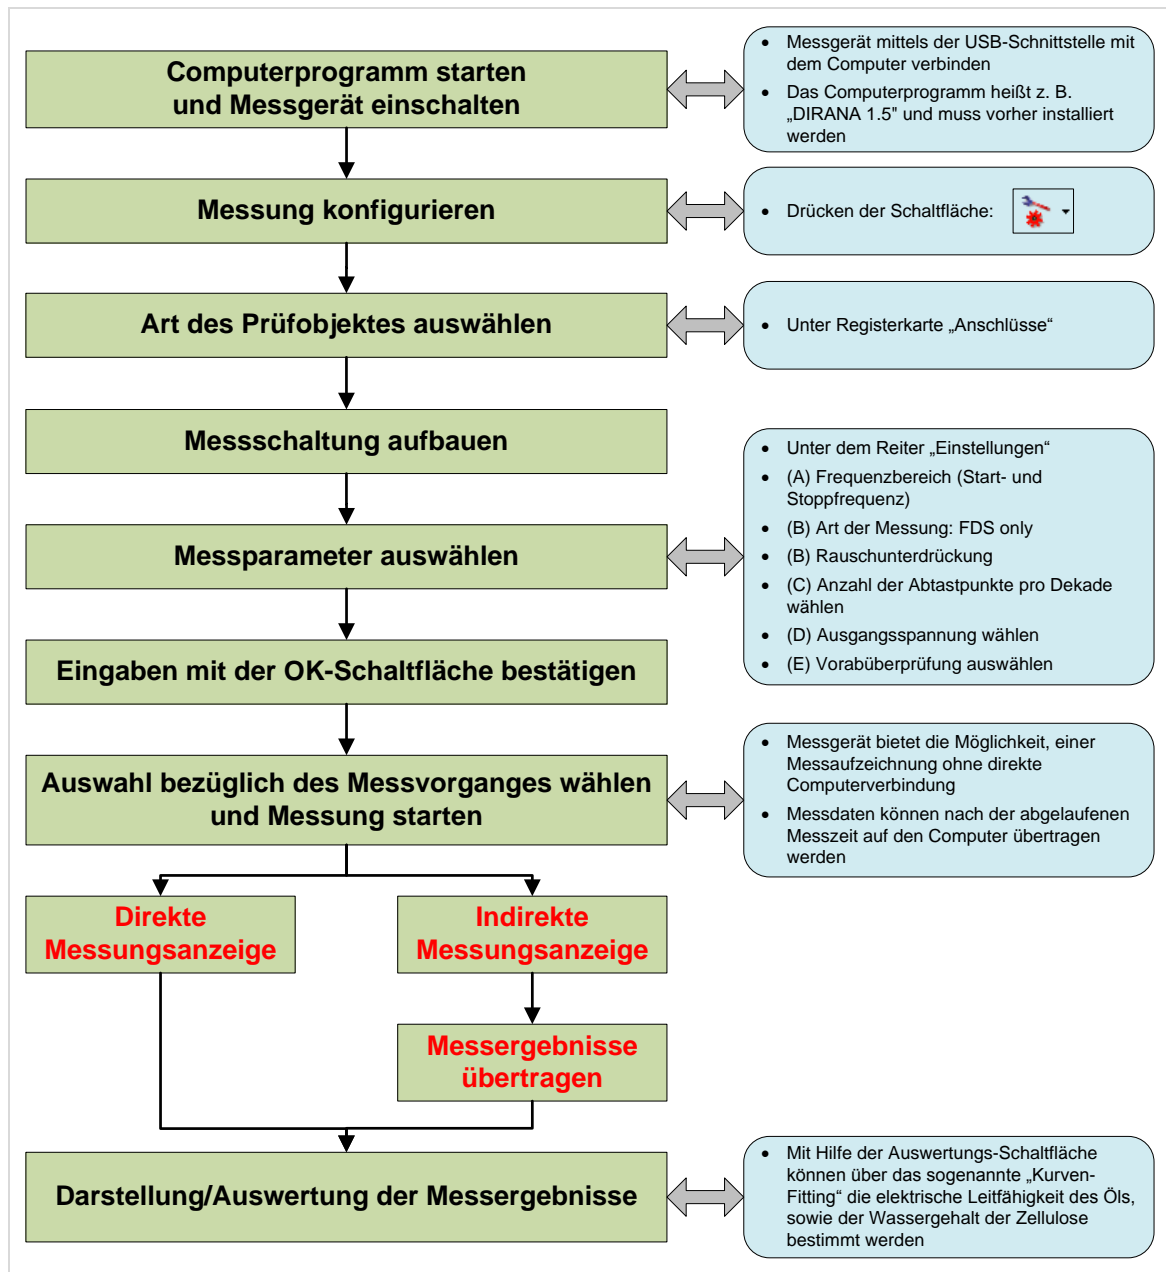 Computerprogramm starten
und Messgerät einschalten
• Messgerät mittels der USB-Schnittstelle mit
dem Computer verbinden
• Das Computerprogramm heißt z. B.
„DIRANA 1.5" und muss vorher installiert
werden
Messung konfigurieren
• Drücken der Schaltfläche:
Art des Prüfobjektes auswählen
• Unter Registerkarte „Anschlüsse“
Messschaltung aufbauen
Messparameter auswählen
• Unter dem Reiter „Einstellungen“
• (A) Frequenzbereich (Start- und
Stoppfrequenz)
• (B) Art der Messung: FDS only
• (B) Rauschunterdrückung
• (C) Anzahl der Abtastpunkte pro Dekade
wählen
• (D) Ausgangsspannung wählen
• (E) Vorabüberprüfung auswählen
Eingaben mit der OK-Schaltfläche bestätigen
Auswahl bezüglich des Messvorganges wählen
und Messung starten
• Messgerät bietet die Möglichkeit, einer
Messaufzeichnung ohne direkte
Computerverbindung
• Messdaten können nach der abgelaufenen
Messzeit auf den Computer übertragen
werden
Direkte
Messungsanzeige
Indirekte
Messungsanzeige
Messergebnisse
übertragen
Darstellung/Auswertung der Messergebnisse
• Mit Hilfe der Auswertungs-Schaltfläche
können über das sogenannte „Kurven-
Fitting“ die elektrische Leitfähigkeit des Öls,
sowie der Wassergehalt der Zellulose
bestimmt werden